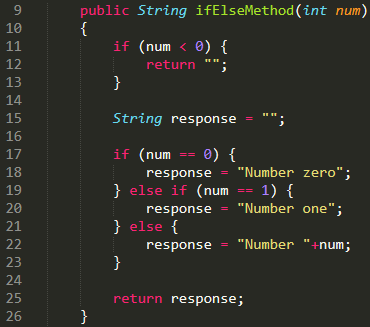 9 public String ifElseMethod(int num)
10 {
11 if (num < 0) {
12 return "";
13 }
14
15 String response = "";
16
17 if (num == 0) {
18 response = "Number zero";
19 } else if (num == 1) {
20 response = "Number one";
21 } else {
22 response = "Number "+num;
23 }
24
25 return response;
26 }